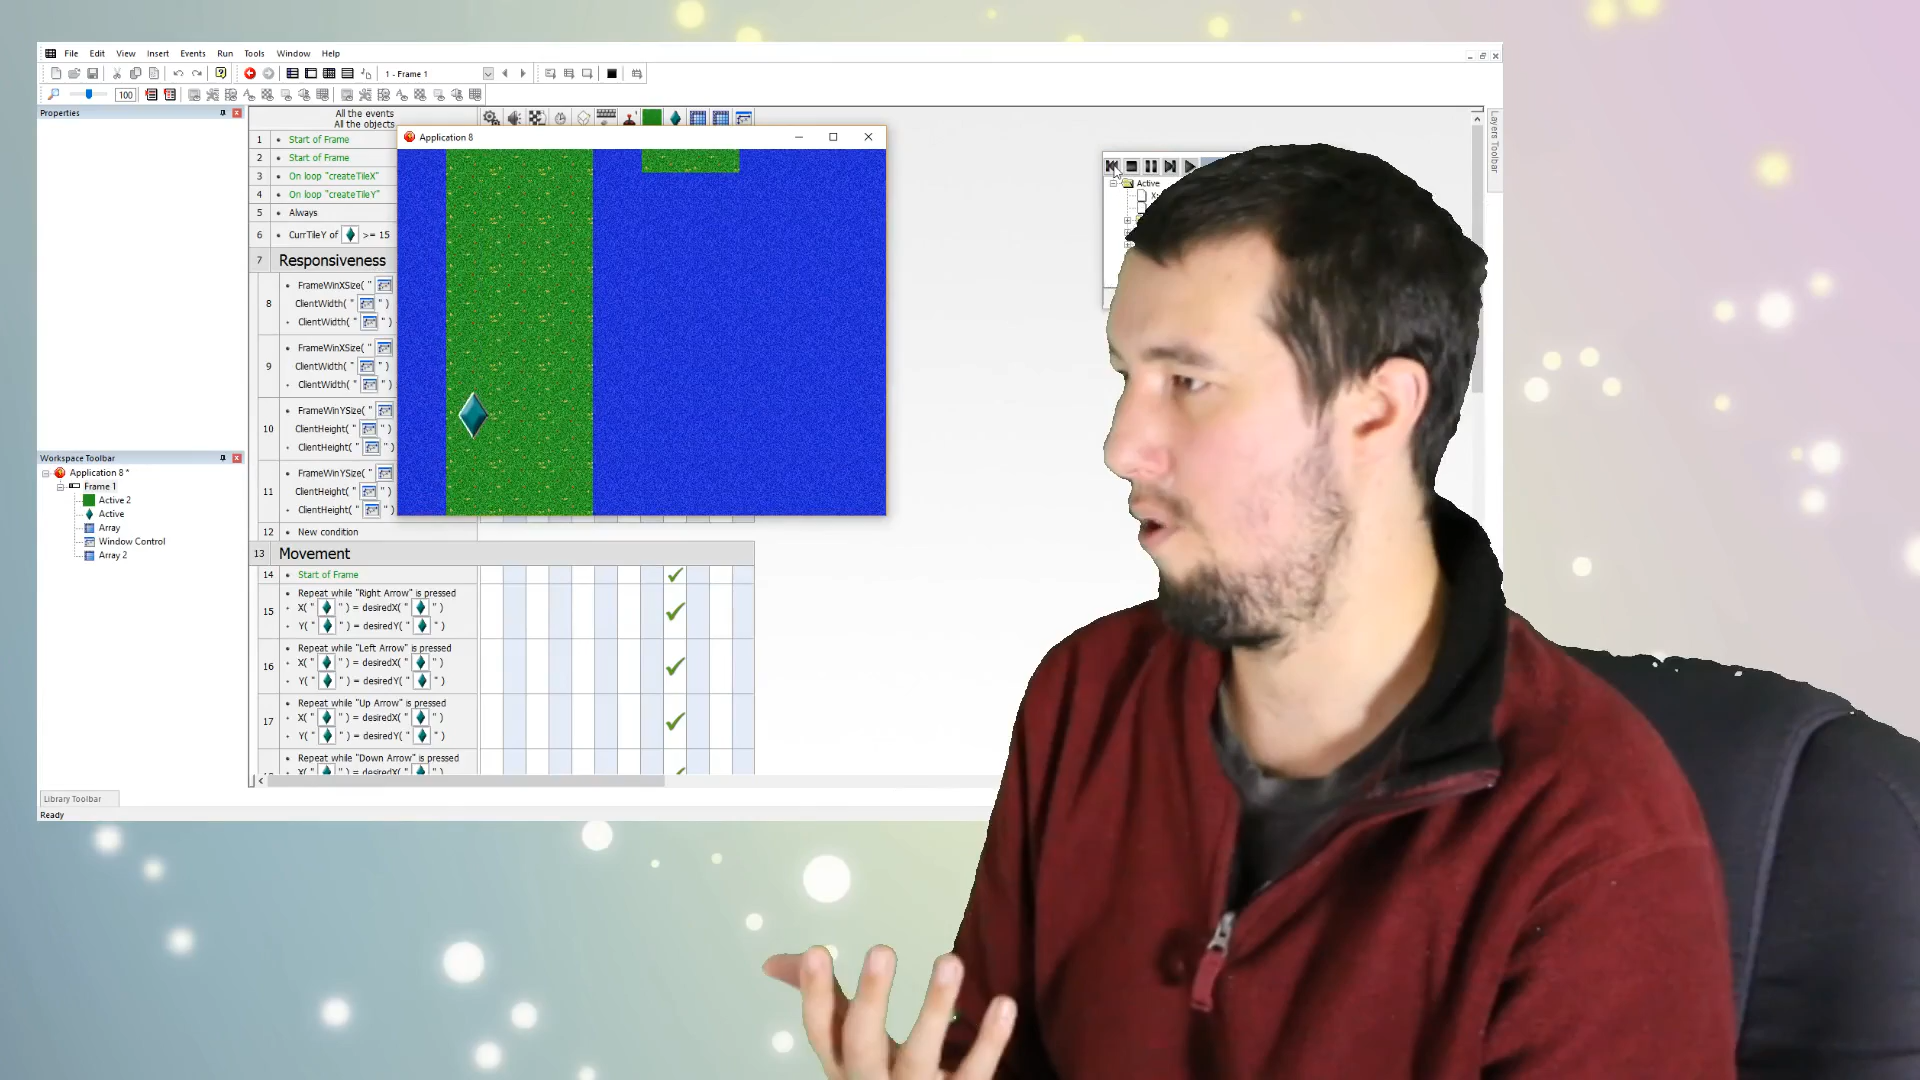 File Edit View Insert Events Run Tools Window Help
1 - Frame 1
100
Properties
All the events
All the objects
Application 8
1 • Start of Frame
2 • Start of Frame
3 • On loop "createTileX"
4 • On loop "createTileY"
5 • Always
6 • CurrTileY of >= 15
7 Responsiveness
8
• FrameWinXSize( "
ClientWidth( " " )
+ ClientWidth( " " )
9
• FrameWinXSize( "
ClientWidth( " " )
+ ClientWidth( " " )
10
• FrameWinYSize( "
ClientHeight( " " )
+ ClientHeight( " " )
11
• FrameWinYSize( "
ClientHeight( " " )
+ ClientHeight( " " )
12 • New condition
13 Movement
14 • Start of Frame
15
• Repeat while "Right Arrow" is pressed
+ X( " " ) = desiredX( " " )
+ Y( " " ) = desiredY( " " )
16
• Repeat while "Left Arrow" is pressed
+ X( " " ) = desiredX( " " )
+ Y( " " ) = desiredY( " " )
17
• Repeat while "Up Arrow" is pressed
+ X( " " ) = desiredX( " " )
+ Y( " " ) = desiredY( " " )
• Repeat while "Down Arrow" is pressed
Workspace Toolbar
Application 8 *
Frame 1
Active 2
Active
Array
Window Control
Array 2
Library Toolbar
Ready
Active
Layers Toolbar